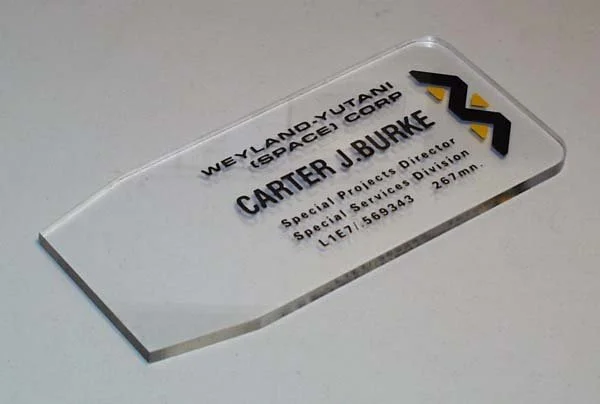 WEYLAND-YUTANI
(SPACE) CORP
CARTER J.BURKE
Special Projects Director
Special Services Division
L1E7/.569343 267mn.